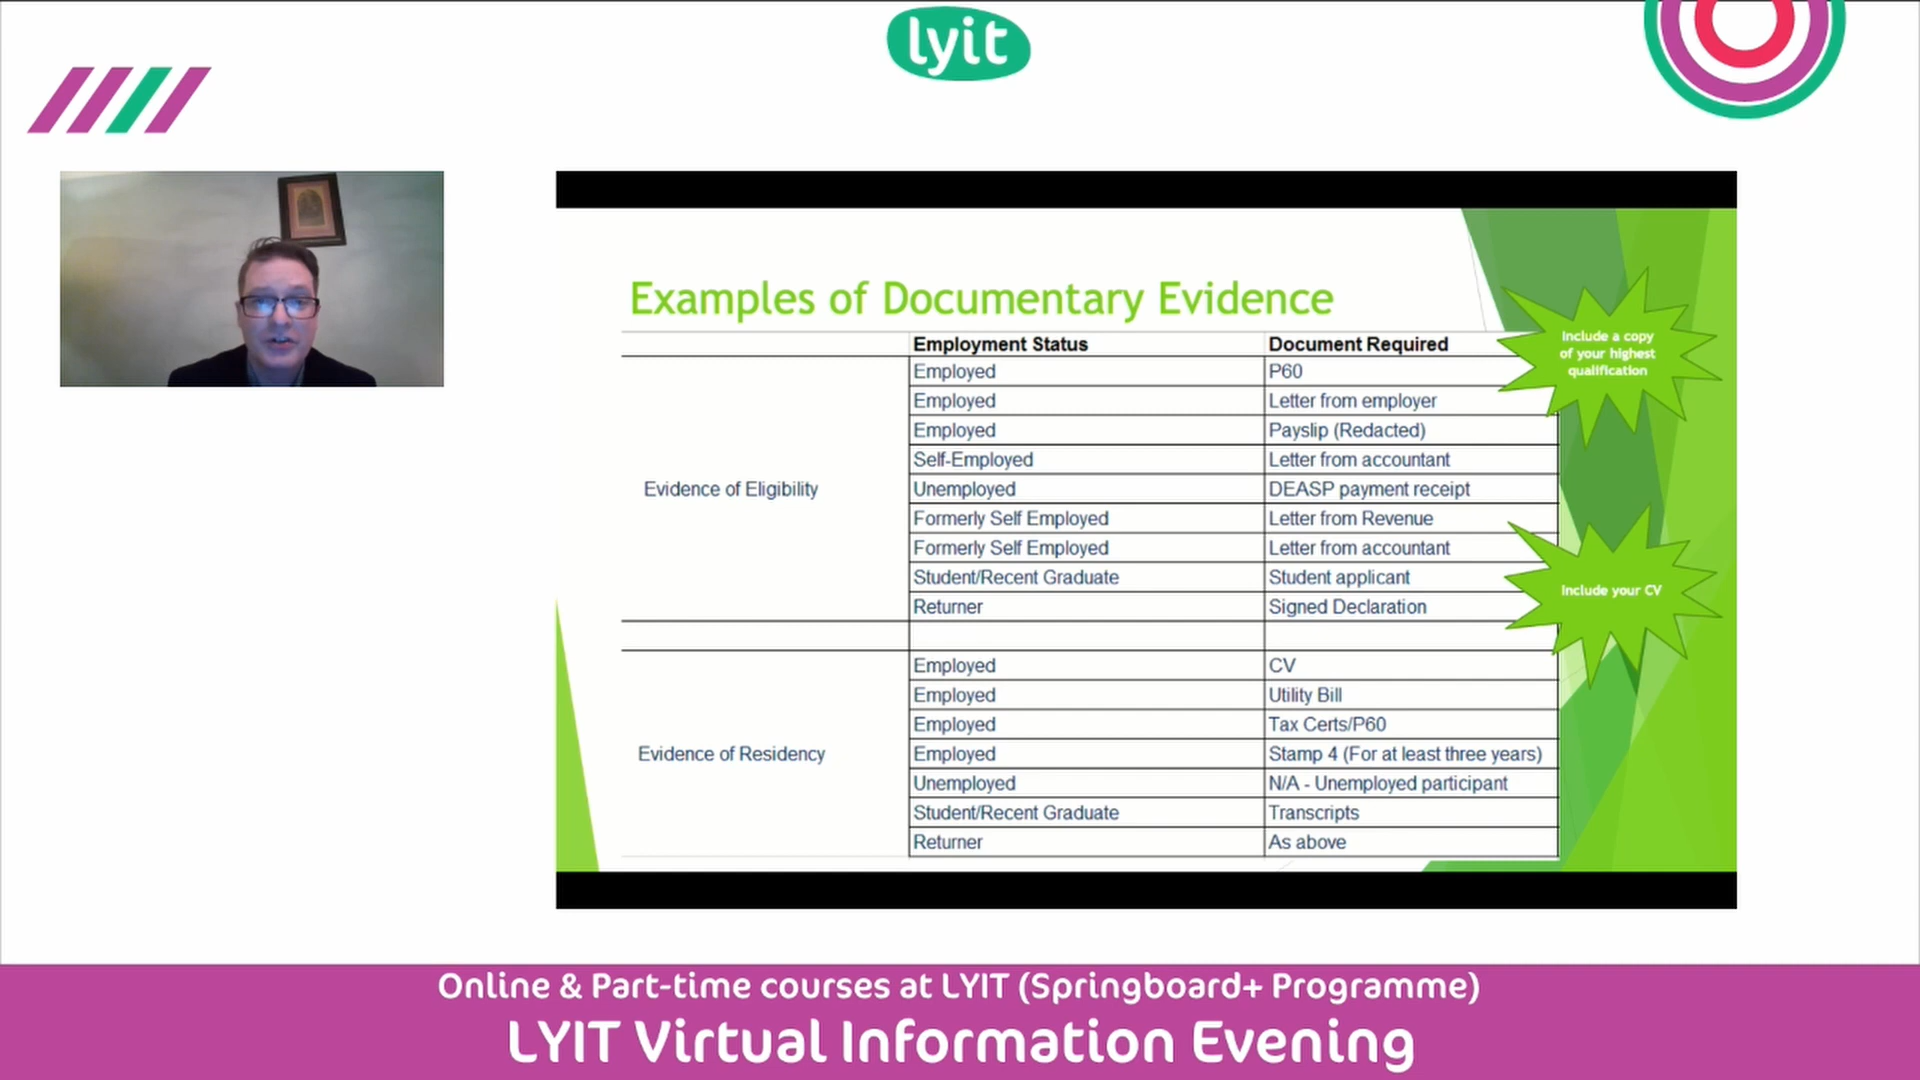 lyit
Examples of Documentary Evidence
Employment Status Document Required
Employed P60
Employed Letter from employer
Employed Payslip (Redacted)
Self-Employed Letter from accountant
Evidence of Eligibility Unemployed DEASP payment receipt
Formerly Self Employed Letter from Revenue
Formerly Self Employed Letter from accountant
Student/Recent Graduate Student applicant
Returner Signed Declaration
Employed CV
Employed Utility Bill
Employed Tax Certs/P60
Evidence of Residency Employed Stamp 4 (For at least three years)
Unemployed N/A - Unemployed participant
Student/Recent Graduate Transcripts
Returner As above
Include a copy
of your highest
qualification
Include your CV
Online & Part-time courses at LYIT (Springboard+ Programme)
LYIT Virtual Information Evening